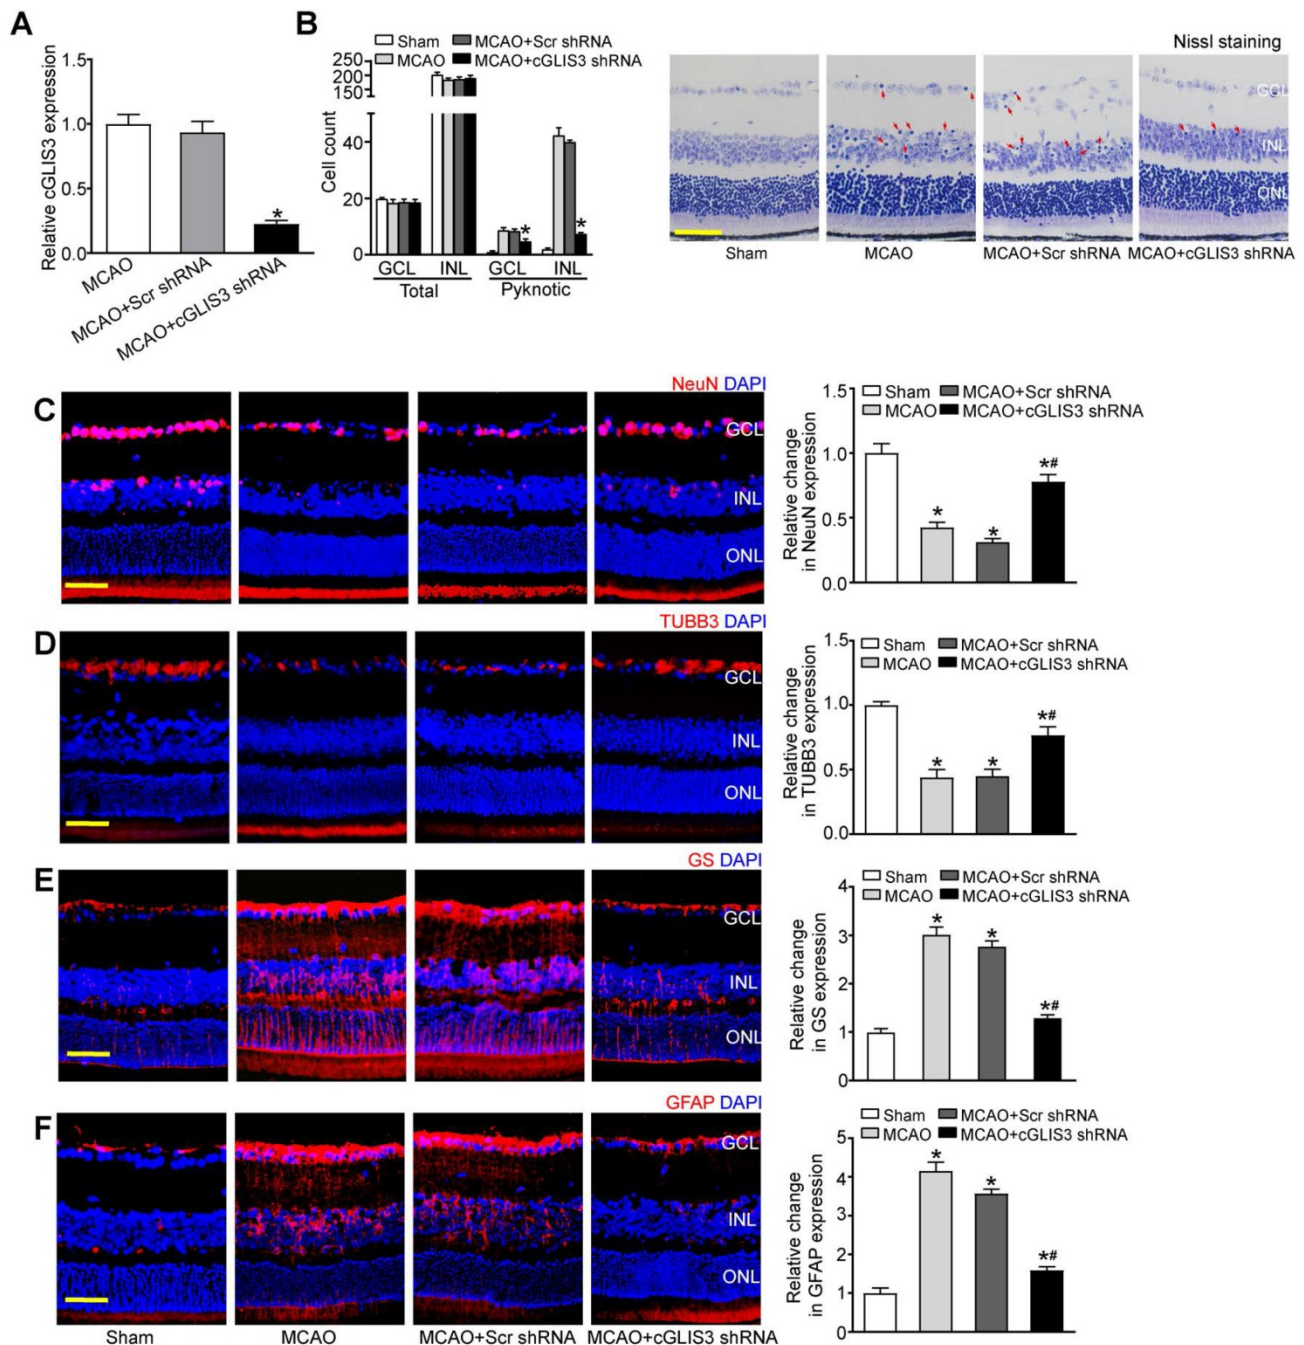 A
Relative cGLIS3 expression
1.5
1.0
0.5
0.0
MCAO
MCAO+Scr shRNA
MCAO+cGLIS3 shRNA
*
B
Sham
MCAO+Scr shRNA
MCAO
MCAO+cGLIS3 shRNA
Cell count
250
200
150
40
20
0
*
*
GCL
INL
GCL
INL
Total
Pyknotic
Nissl staining
GCL
INL
ONL
Sham
MCAO
MCAO+Scr shRNA
MCAO+cGLIS3 shRNA
C
NeuN DAPI
GCL
INL
ONL
Relative change
in NeuN expression
1.5
1.0
0.5
0.0
Sham
MCAO+Scr shRNA
MCAO
MCAO+cGLIS3 shRNA
*
*
*#
D
TUBB3 DAPI
GCL
INL
ONL
Relative change
in TUBB3 expression
1.5
1.0
0.5
0.0
Sham
MCAO+Scr shRNA
MCAO
MCAO+cGLIS3 shRNA
*
*
*#
E
GS DAPI
GCL
INL
ONL
Relative change
in GS expression
4
3
2
1
0
Sham
MCAO+Scr shRNA
MCAO
MCAO+cGLIS3 shRNA
*
*
*#
F
GFAP DAPI
GCL
INL
ONL
Sham
MCAO
MCAO+Scr shRNA
MCAO+cGLIS3 shRNA
Relative change
in GFAP expression
5
4
3
2
1
0
Sham
MCAO+Scr shRNA
MCAO
MCAO+cGLIS3 shRNA
*
*
*#